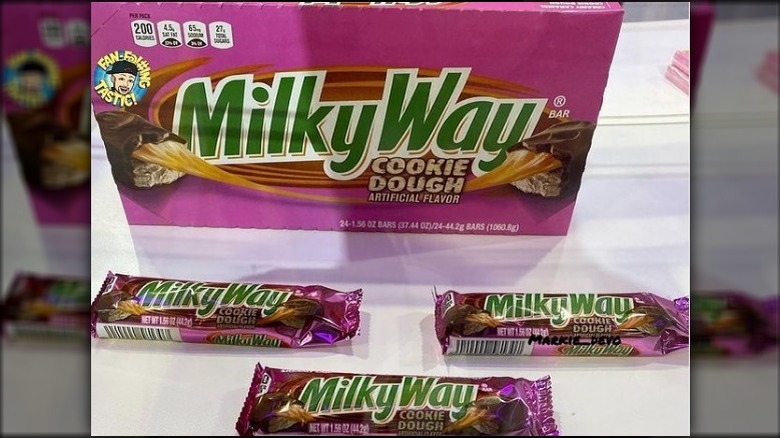 PER PACK
200 CALORIES
4.5g SAT FAT
65mg SODIUM
27g TOTAL SUGARS
FAN-F@!#ING
TASTIC!
MilkyWay
® BAR
COOKIE
DOUGH
ARTIFICIAL FLAVOR
24-1.56 OZ BARS (37.44 OZ)/24-44.2g BARS (1060.8g)
MilkyWay
COOKIE
DOUGH
NET WT 1.56 OZ (44.2g)
MilkyWay
MilkyWay
COOKIE
DOUGH
NET WT 1.56 OZ (44.2g)
MARKIE_DEVO
MilkyWay
MilkyWay
COOKIE
DOUGH
NET WT 1.56 OZ (44.2g)
ARTIFICIAL FLAVOR